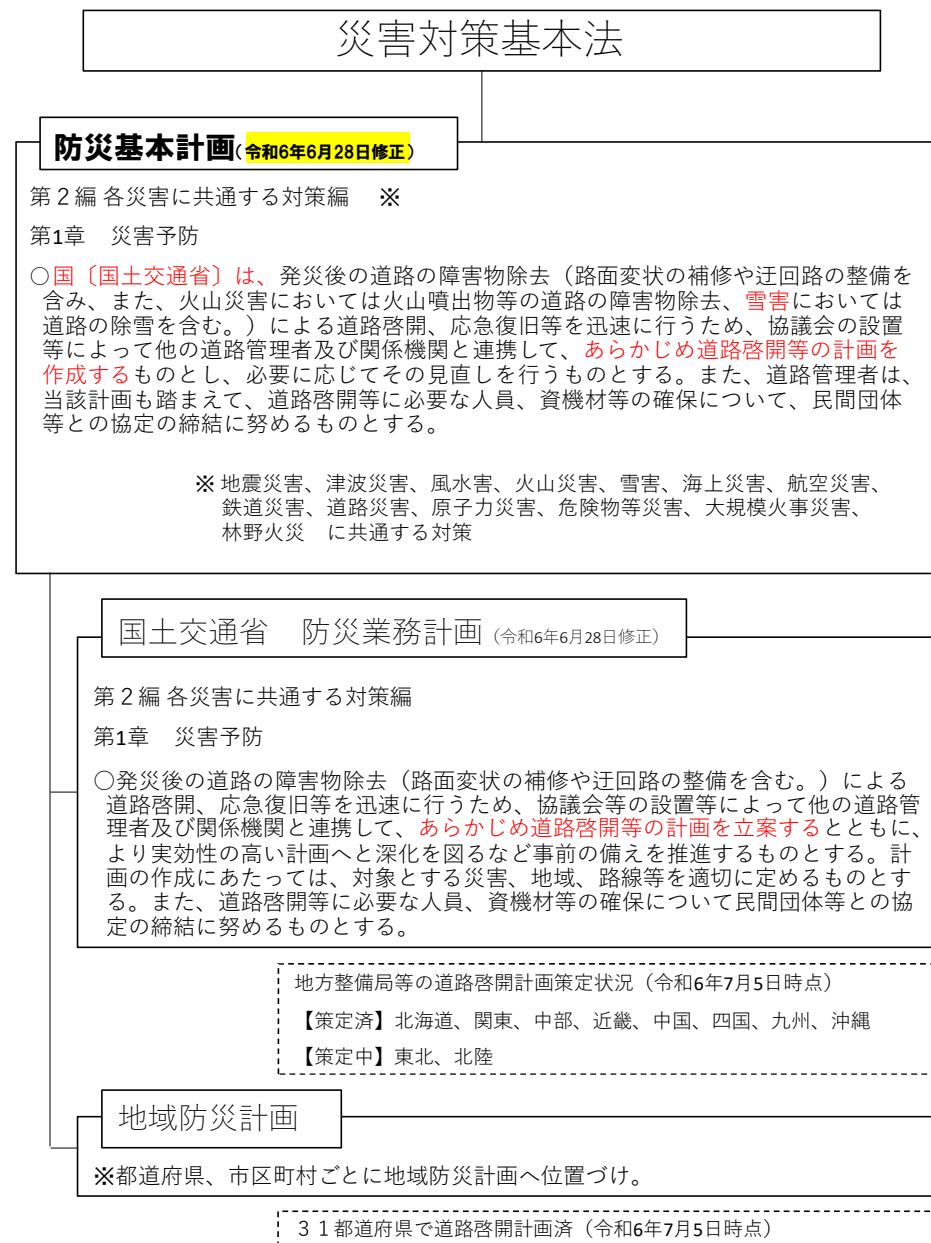 災害対策基本法
防災基本計画(令和6年6月28日修正)
第２編 各災害に共通する対策編　※
第1章　災害予防
○国〔国土交通省〕は、発災後の道路の障害物除去（路面変状の補修や迂回路の整備を
含み、また、火山災害においては火山噴出物等の道路の障害物除去、雪害においては
道路の除雪を含む。）による道路啓開、応急復旧等を迅速に行うため、協議会の設置
等によって他の道路管理者及び関係機関と連携して、あらかじめ道路啓開等の計画を
作成するものとし、必要に応じてその見直しを行うものとする。また、道路管理者は、
当該計画も踏まえて、道路啓開等に必要な人員、資機材等の確保について、民間団体
等との協定の締結に努めるものとする。
※ 地震災害、津波災害、風水害、火山災害、雪害、海上災害、航空災害、
鉄道災害、道路災害、原子力災害、危険物等災害、大規模火事災害、
林野火災　に共通する対策
国土交通省　防災業務計画（令和6年6月28日修正）
第２編 各災害に共通する対策編
第1章　災害予防
○発災後の道路の障害物除去（路面変状の補修や迂回路の整備を含む。）による
道路啓開、応急復旧等を迅速に行うため、協議会等の設置等によって他の道路管
理者及び関係機関と連携して、あらかじめ道路啓開等の計画を立案するとともに、
より実効性の高い計画へと深化を図るなど事前の備えを推進するものとする。計
画の作成にあたっては、対象とする災害、地域、路線等を適切に定めるものとす
る。また、道路啓開等に必要な人員、資機材等の確保について民間団体等との協
定の締結に努めるものとする。
地方整備局等の道路啓開計画策定状況（令和6年7月5日時点）
【策定済】北海道、関東、中部、近畿、中国、四国、九州、沖縄
【策定中】東北、北陸
地域防災計画
※都道府県、市区町村ごとに地域防災計画へ位置づけ。
３１都道府県で道路啓開計画済（令和6年7月5日時点）